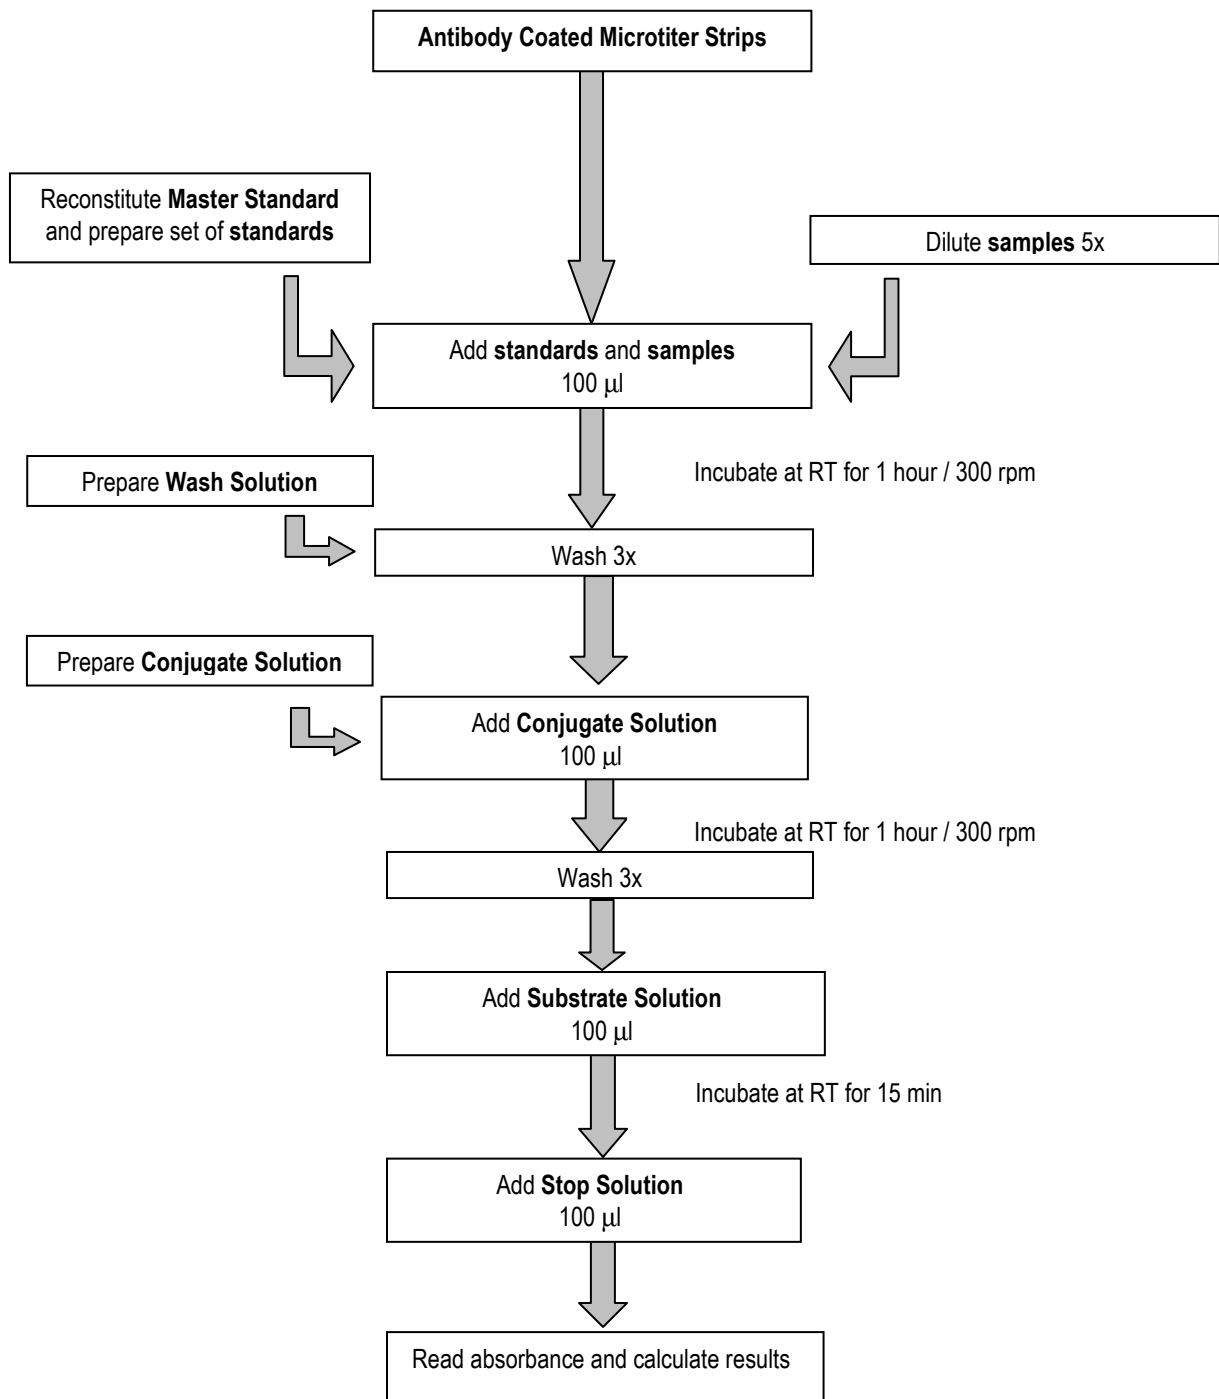 Antibody Coated Microtiter Strips
Reconstitute Master Standard
and prepare set of standards
Dilute samples 5x
Add standards and samples
100 µl
Incubate at RT for 1 hour / 300 rpm
Prepare Wash Solution
Wash 3x
Prepare Conjugate Solution
Add Conjugate Solution
100 µl
Incubate at RT for 1 hour / 300 rpm
Wash 3x
Add Substrate Solution
100 µl
Incubate at RT for 15 min
Add Stop Solution
100 µl
Read absorbance and calculate results